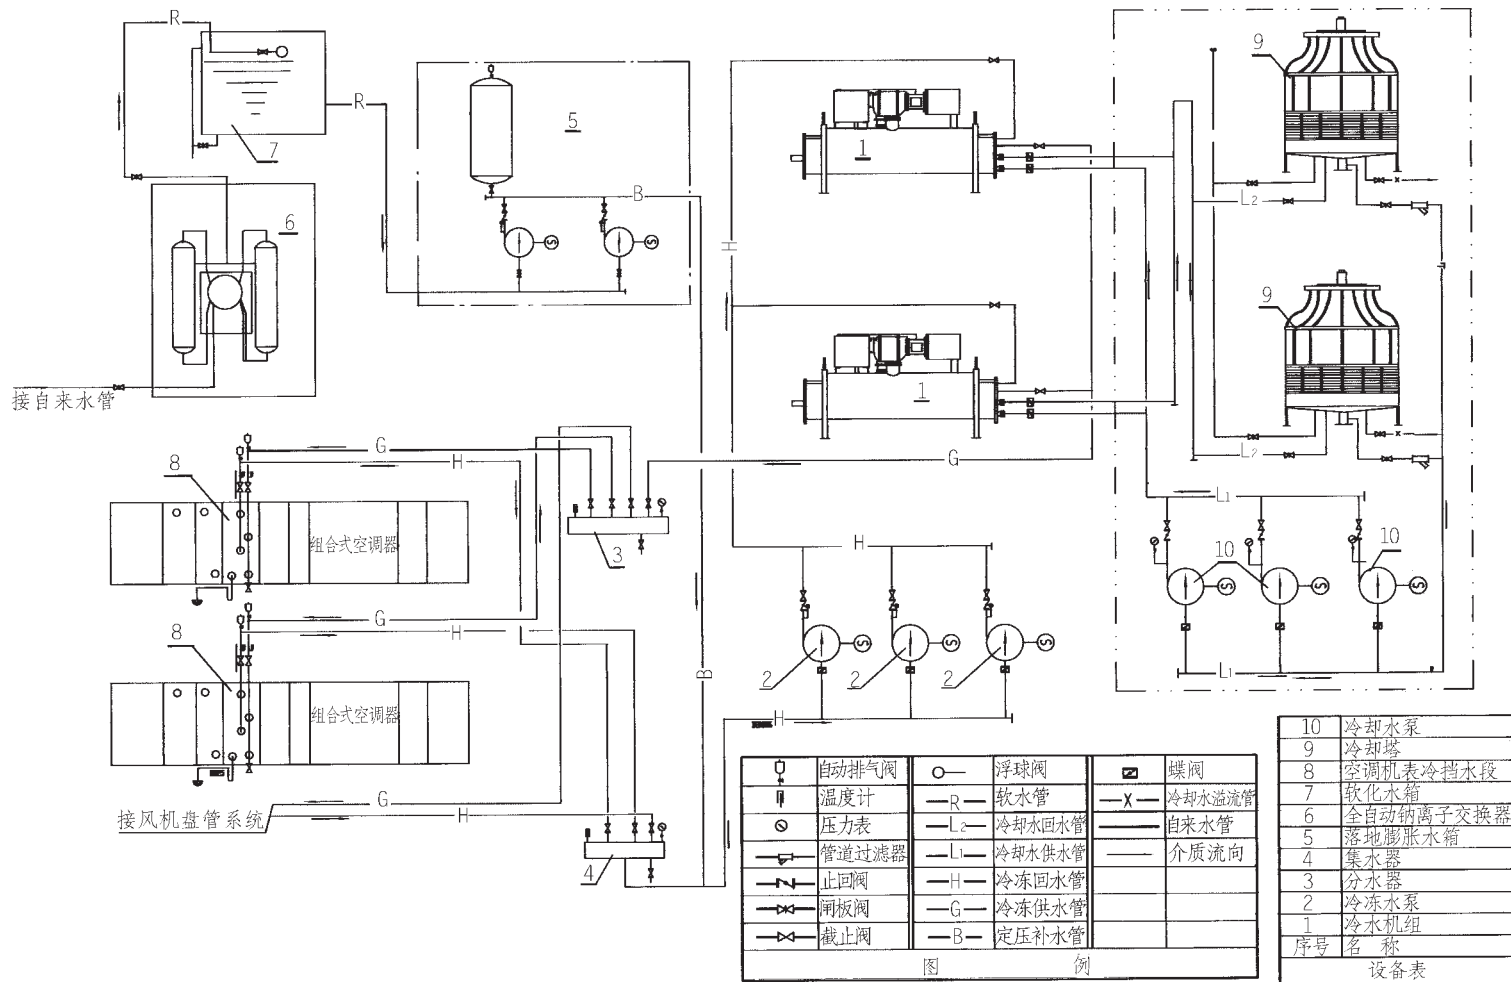 R
9
R
5
7
1
B
6
L2
H
9
接自来水管
1
G
8
H
G
L2
组合式空调器
3
L1
H
10
10
G
8
H
B
2
2
2
L1
组合式空调器
H
G
接风机盘管系统
H
4
自动排气阀 浮球阀 蝶阀
温度计 R 软水管 X 冷却水溢流管
压力表 L2 冷却水回水管 自来水管
管道过滤器 L1 冷却水供水管 介质流向
止回阀 H 冷冻回水管
闸板阀 G 冷冻供水管
截止阀 B 定压补水管
图 例
10 冷却水泵
9 冷却塔
8 空调机表冷挡水段
7 软化水箱
6 全自动钠离子交换器
5 落地膨胀水箱
4 集水器
3 分水器
2 冷冻水泵
1 冷水机组
序号 名 称
设备表